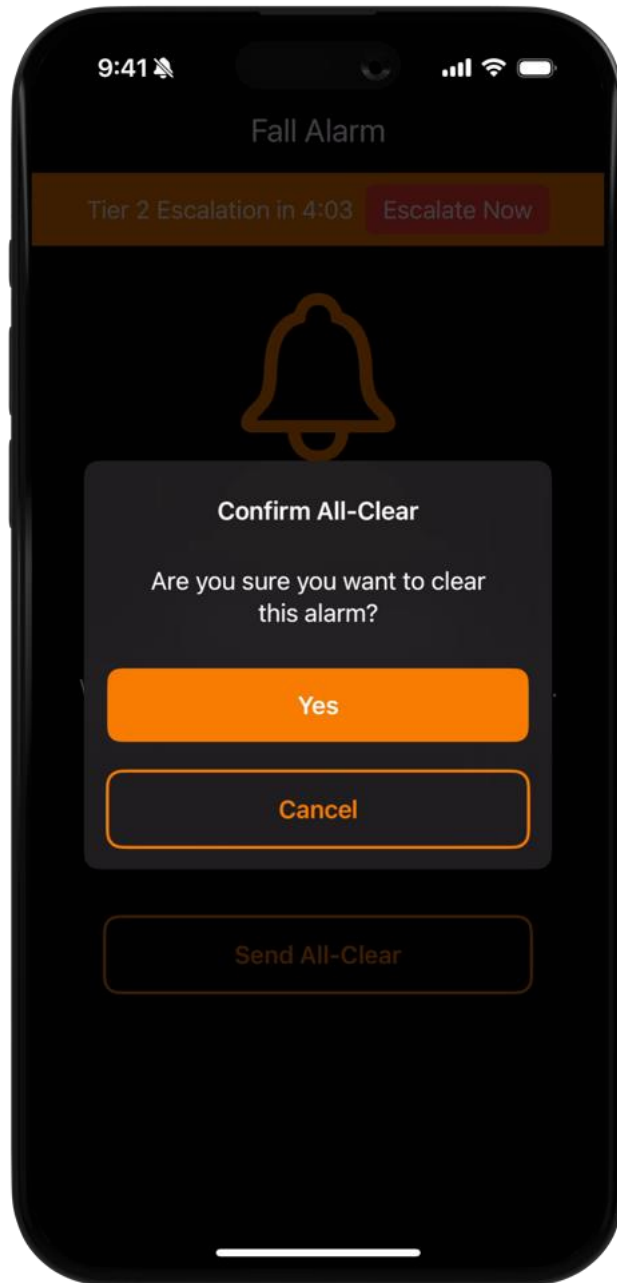 9:41
Fall Alarm
Tier 2 Escalation in 4:03 Escalate Now
Confirm All-Clear
Are you sure you want to clear
this alarm?
Yes
Cancel
Send All-Clear